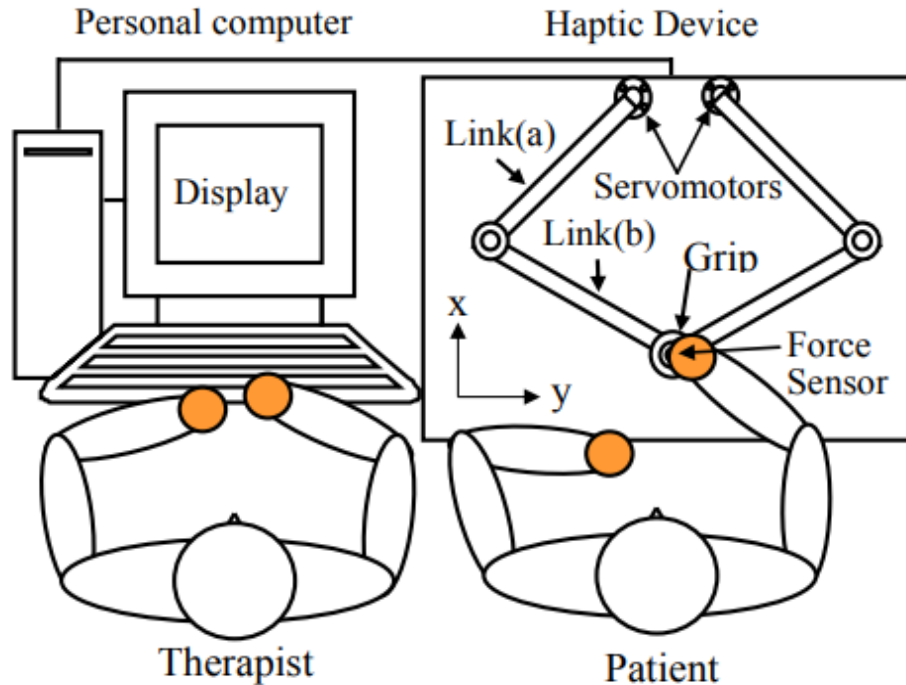 Personal computer
Haptic Device
Link(a)
Display
Servomotors
Link(b)
Grip
x
Force
Sensor
y
Therapist
Patient